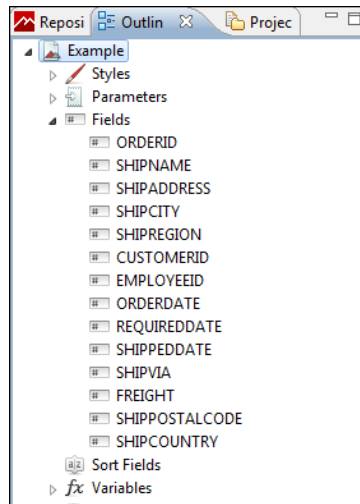 Reposi Outlin Projec
Example
Styles
Parameters
Fields
ORDERID
SHIPNAME
SHIPADDRESS
SHIPCITY
SHIPREGION
CUSTOMERID
EMPLOYEEID
ORDERDATE
REQUIREDDATE
SHIPPEDDATE
SHIPVIA
FREIGHT
SHIPPOSTALCODE
SHIPCOUNTRY
Sort Fields
fx Variables